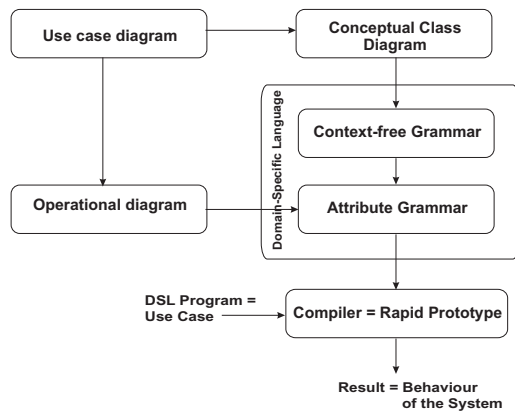 Use case diagram
Conceptual Class
Diagram
Domain-Specific Language
Context-free Grammar
Operational diagram
Attribute Grammar
DSL Program =
Use Case
Compiler = Rapid Prototype
Result = Behaviour
of the System